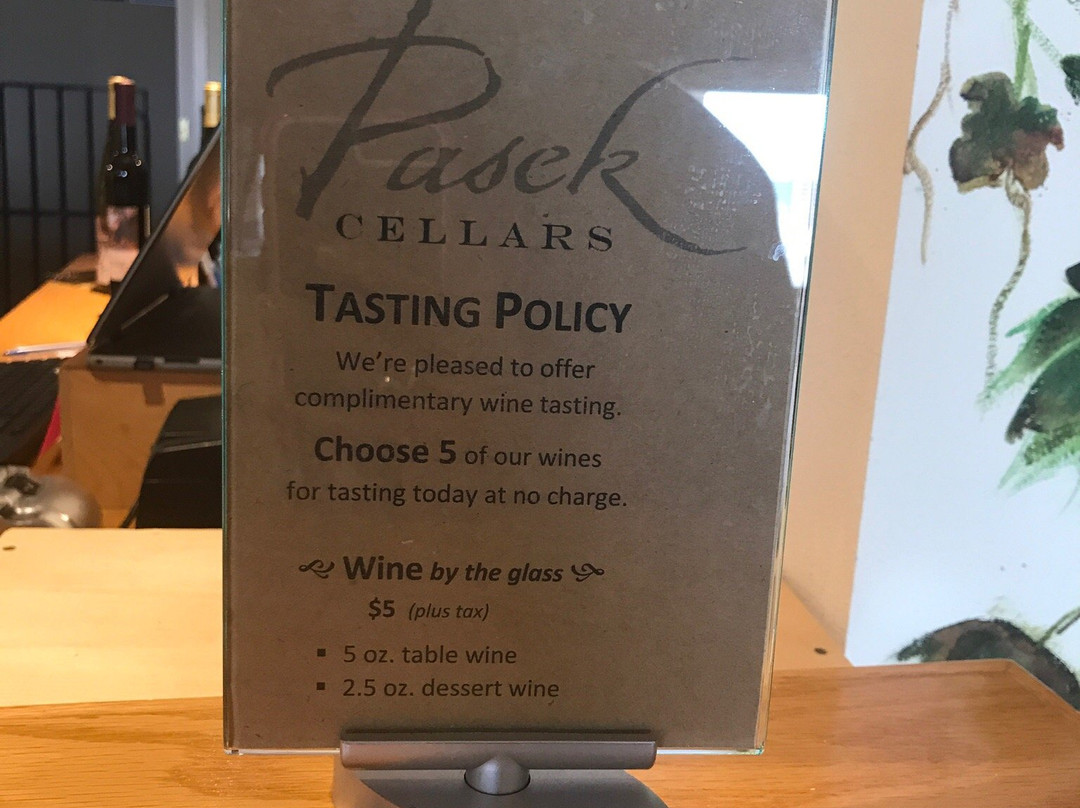 Pasek
CELLARS
TASTING POLICY
We're pleased to offer
complimentary wine tasting.
Choose 5 of our wines
for tasting today at no charge.
Wine by the glass
$5 (plus tax)
▪ 5 oz. table wine
▪ 2.5 oz. dessert wine